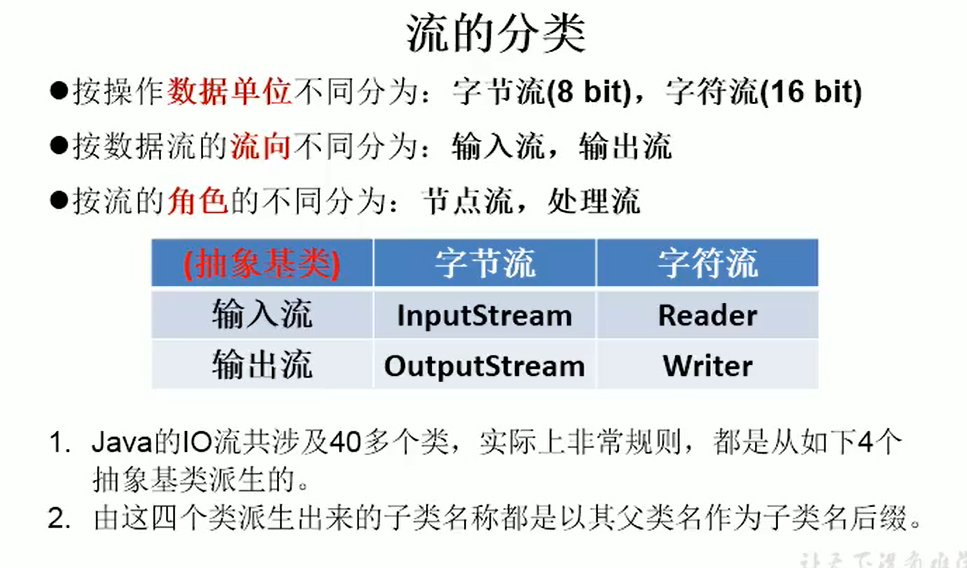 流的分类
●按操作数据单位不同分为：字节流(8 bit)，字符流(16 bit)
●按数据流的流向不同分为：输入流，输出流
●按流的角色的不同分为：节点流，处理流
(抽象基类) 字节流 字符流
输入流 InputStream Reader
输出流 OutputStream Writer
1. Java的IO流共涉及40多个类，实际上非常规则，都是从如下4个
抽象基类派生的。
2. 由这四个类派生出来的子类名称都是以其父类名作为子类名后缀。